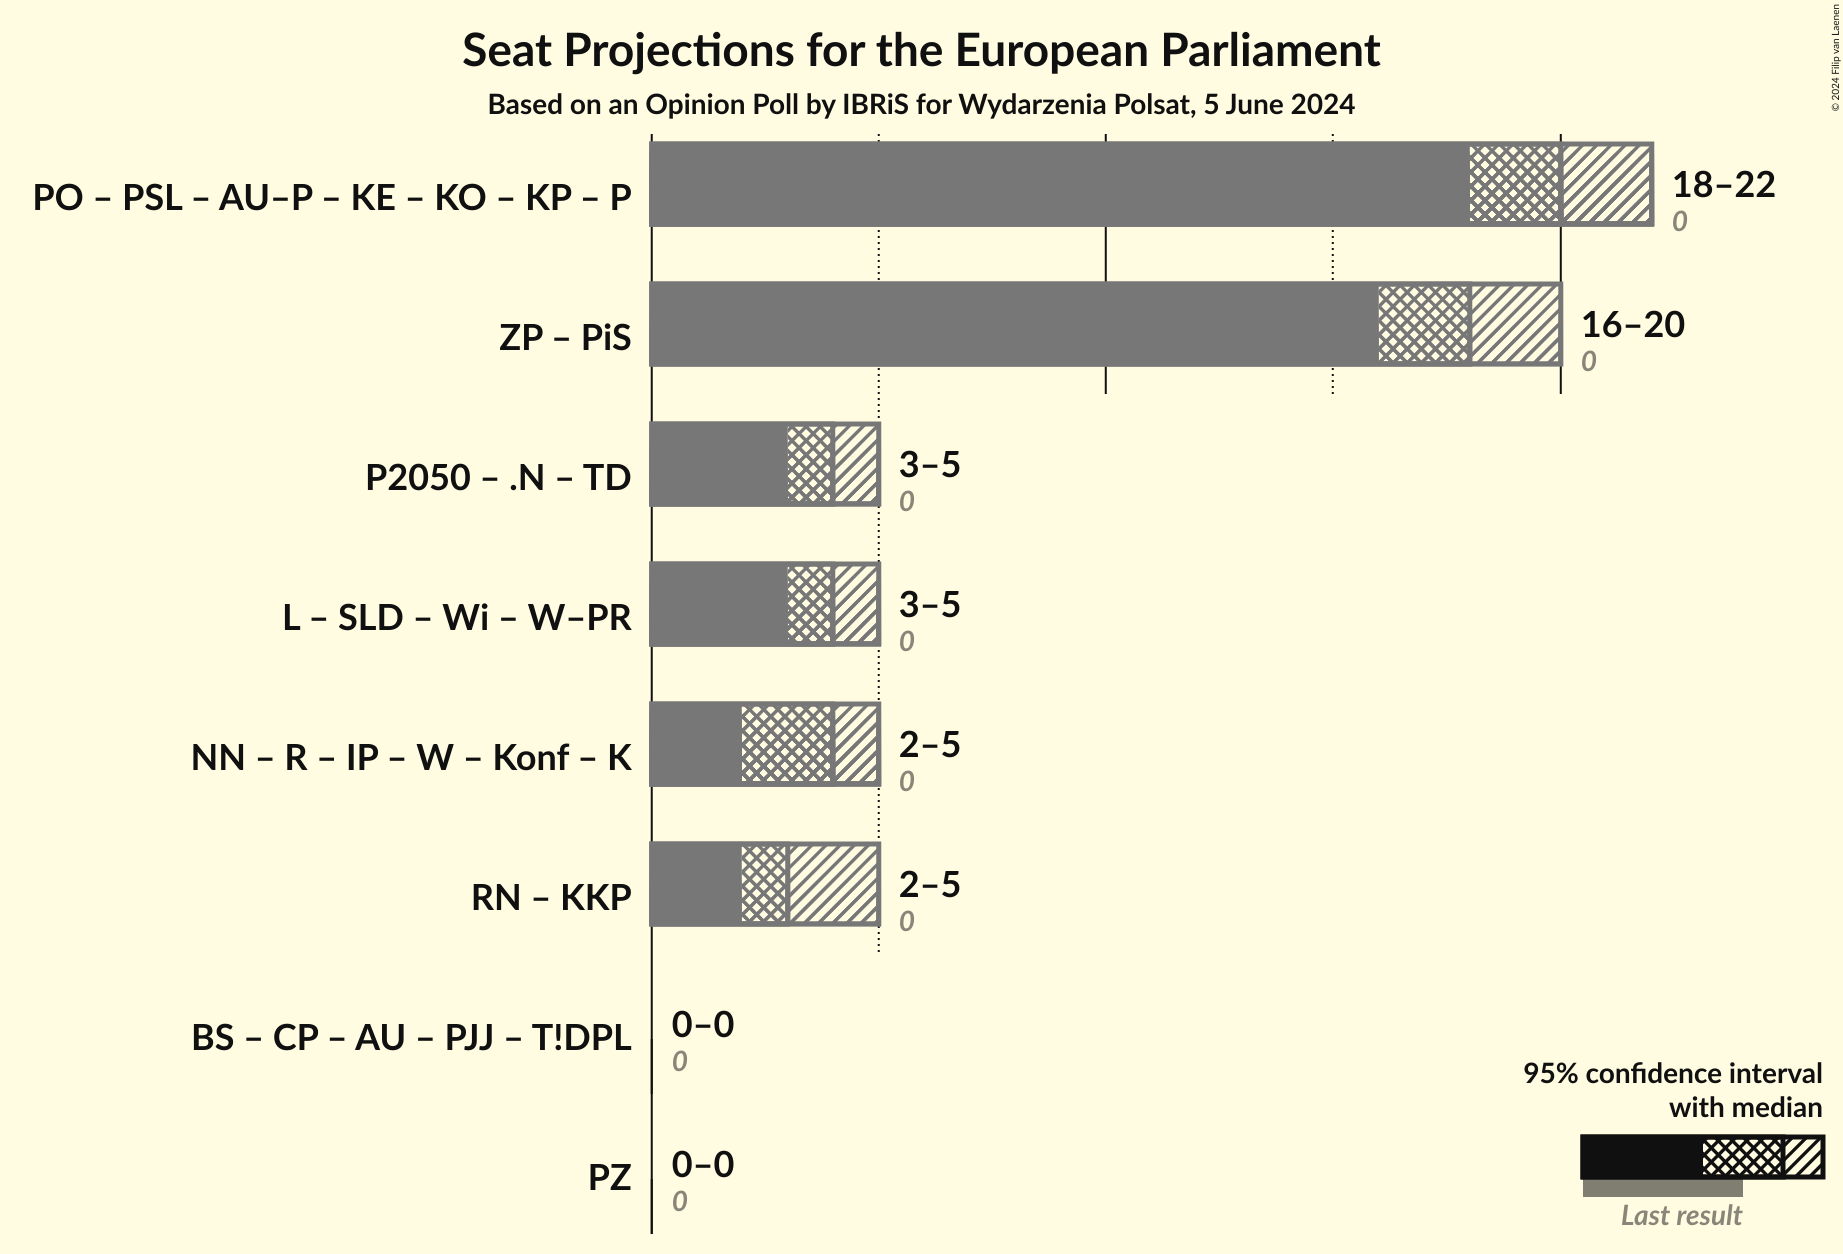 Seat Projections for the European Parliament
Based on an Opinion Poll by IBRiS for Wydarzenia Polsat, 5 June 2024
© 2024 Filip van Laenen
PO – PSL – AU–P – KE – KO – KP – P
18–22
0
ZP – PiS
16–20
0
P2050 – .N – TD
3–5
0
L – SLD – Wi – W–PR
3–5
0
NN – R – IP – W – Konf – K
2–5
0
RN – KKP
2–5
0
BS – CP – AU – PJJ – T!DPL
0–0
0
PZ
0–0
0
95% confidence interval
with median
Last result